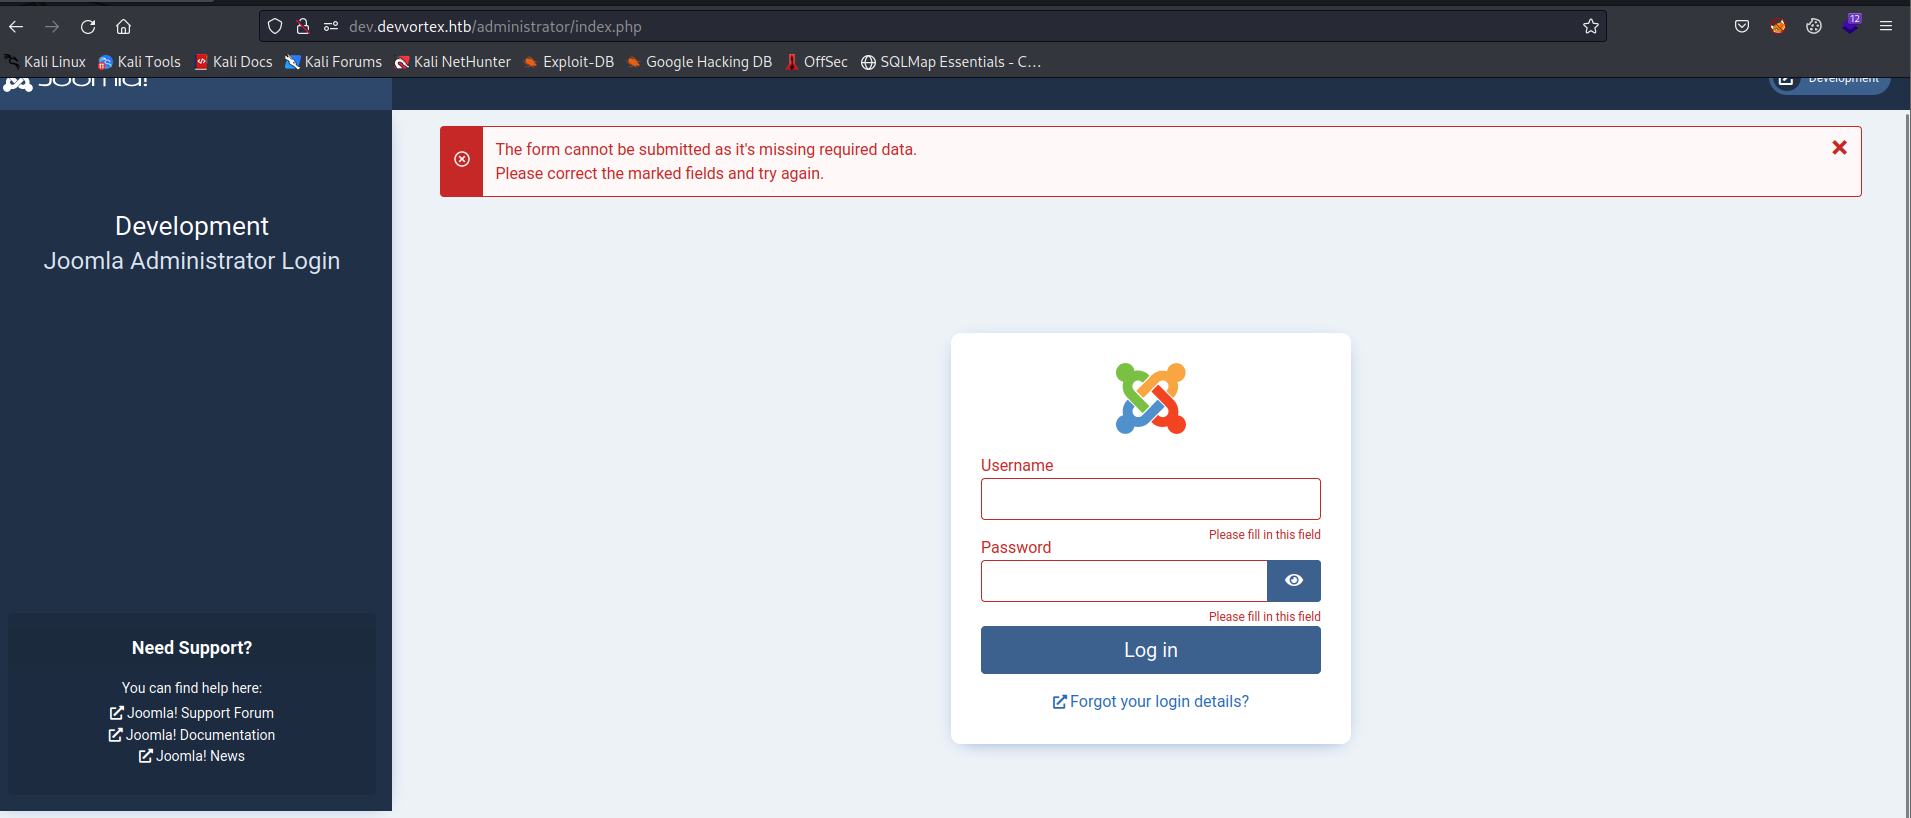 dev.devvortex.htb/administrator/index.php
12
Kali Linux Kali Tools Kali Docs Kali Forums Kali NetHunter Exploit-DB Google Hacking DB OffSec SQLMap Essentials - C…
Joomla! Development
The form cannot be submitted as it's missing required data.
Please correct the marked fields and try again.
Development
Joomla Administrator Login
Username
Please fill in this field
Password
Please fill in this field
Log in
Forgot your login details?
Need Support?
You can find help here:
Joomla! Support Forum
Joomla! Documentation
Joomla! News